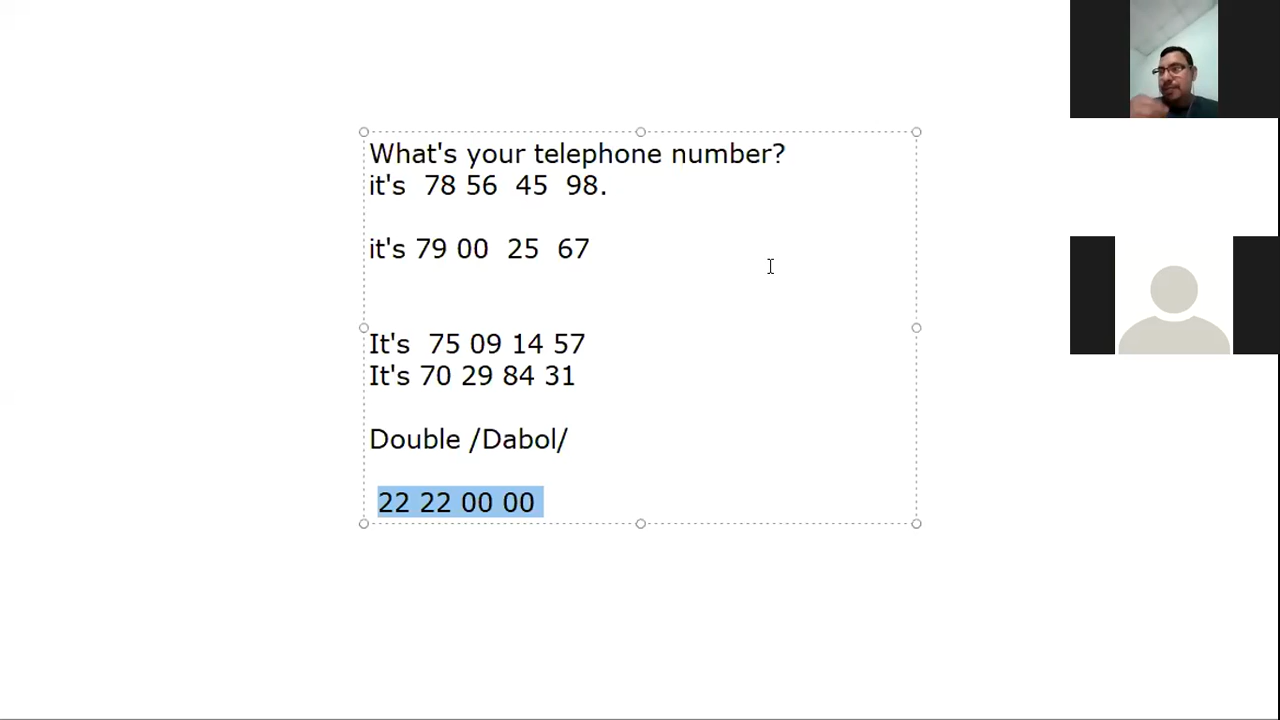 What's your telephone number?
it's 78 56 45 98.
it's 79 00 25 67
It's 75 09 14 57
It's 70 29 84 31
Double /Dabol/
22 22 00 00